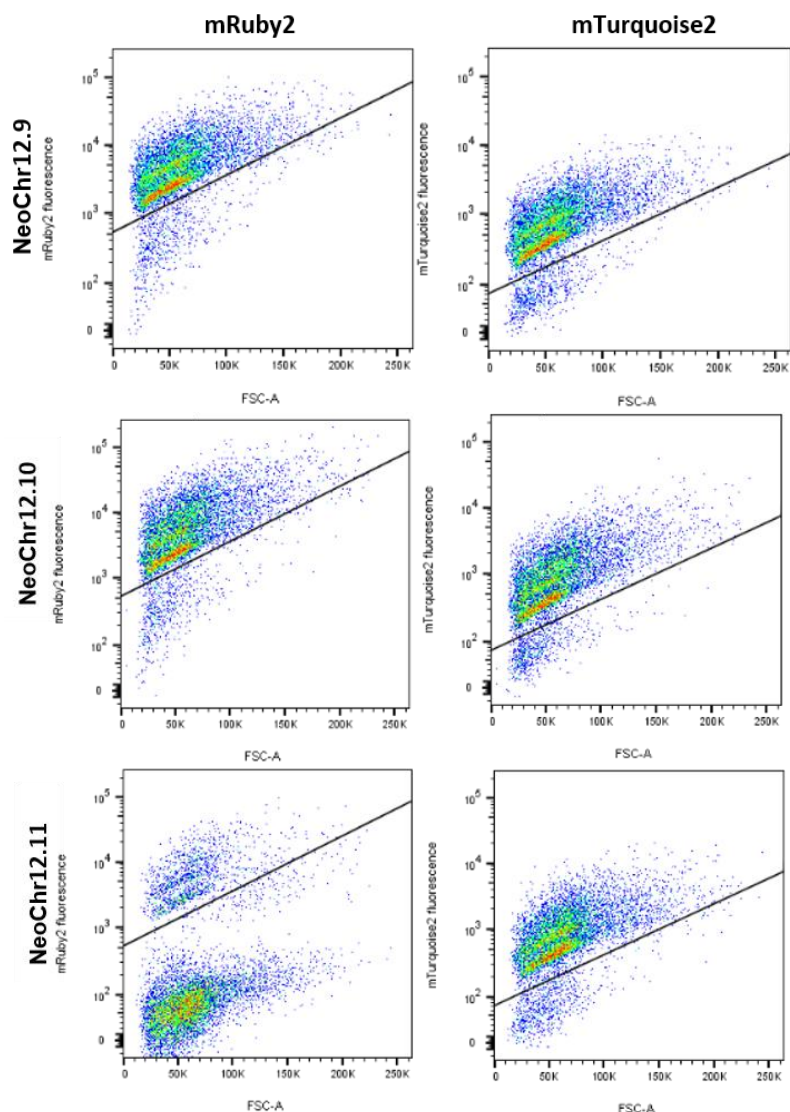 mRuby2
mTurquoise2
NeoChr12.9
mRuby2 fluorescence
10^5
10^4
10^3
10^2
0
0 50K 100K 150K 200K 250K
FSC-A
mTurquoise2 fluorescence
10^5
10^4
10^3
10^2
0
0 50K 100K 150K 200K 250K
FSC-A
NeoChr12.10
mRuby2 fluorescence
10^5
10^4
10^3
10^2
0
0 50K 100K 150K 200K 250K
FSC-A
mTurquoise2 fluorescence
10^5
10^4
10^3
10^2
0
0 50K 100K 150K 200K 250K
FSC-A
NeoChr12.11
mRuby2 fluorescence
10^5
10^4
10^3
10^2
0
0 50K 100K 150K 200K 250K
FSC-A
mTurquoise2 fluorescence
10^5
10^4
10^3
10^2
0
0 50K 100K 150K 200K 250K
FSC-A